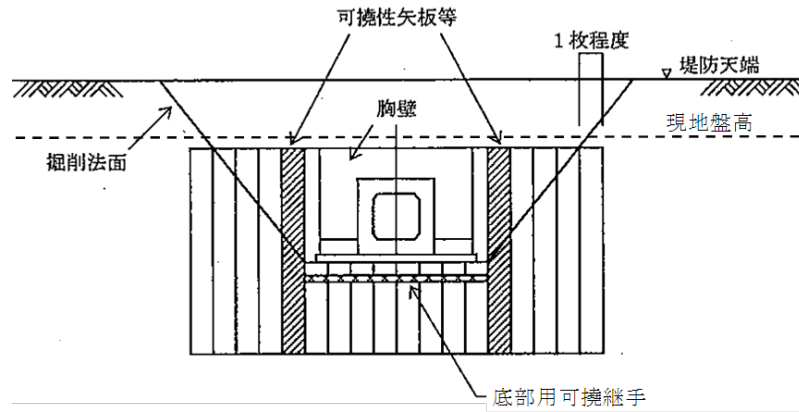 可撓性矢板等
1枚程度
堤防天端
胸壁
現地盤高
掘削法面
底部用可撓継手